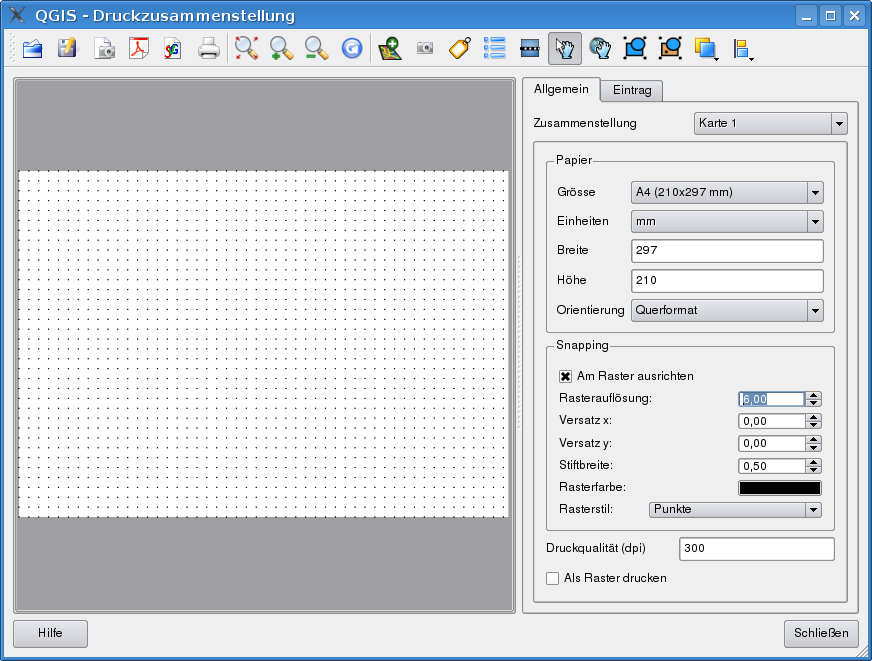 QGIS - Druckzusammenstellung
Allgemein
Eintrag
Zusammenstellung
Karte 1
Papier
Grösse
A4 (210x297 mm)
Einheiten
mm
Breite
297
Höhe
210
Orientierung
Querformat
Snapping
Am Raster ausrichten
Rasterauflösung:
6,00
Versatz x:
0,00
Versatz y:
0,00
Stiftbreite:
0,50
Rasterfarbe:
Rasterstil:
Punkte
Druckqualität (dpi)
300
Als Raster drucken
Hilfe
Schließen